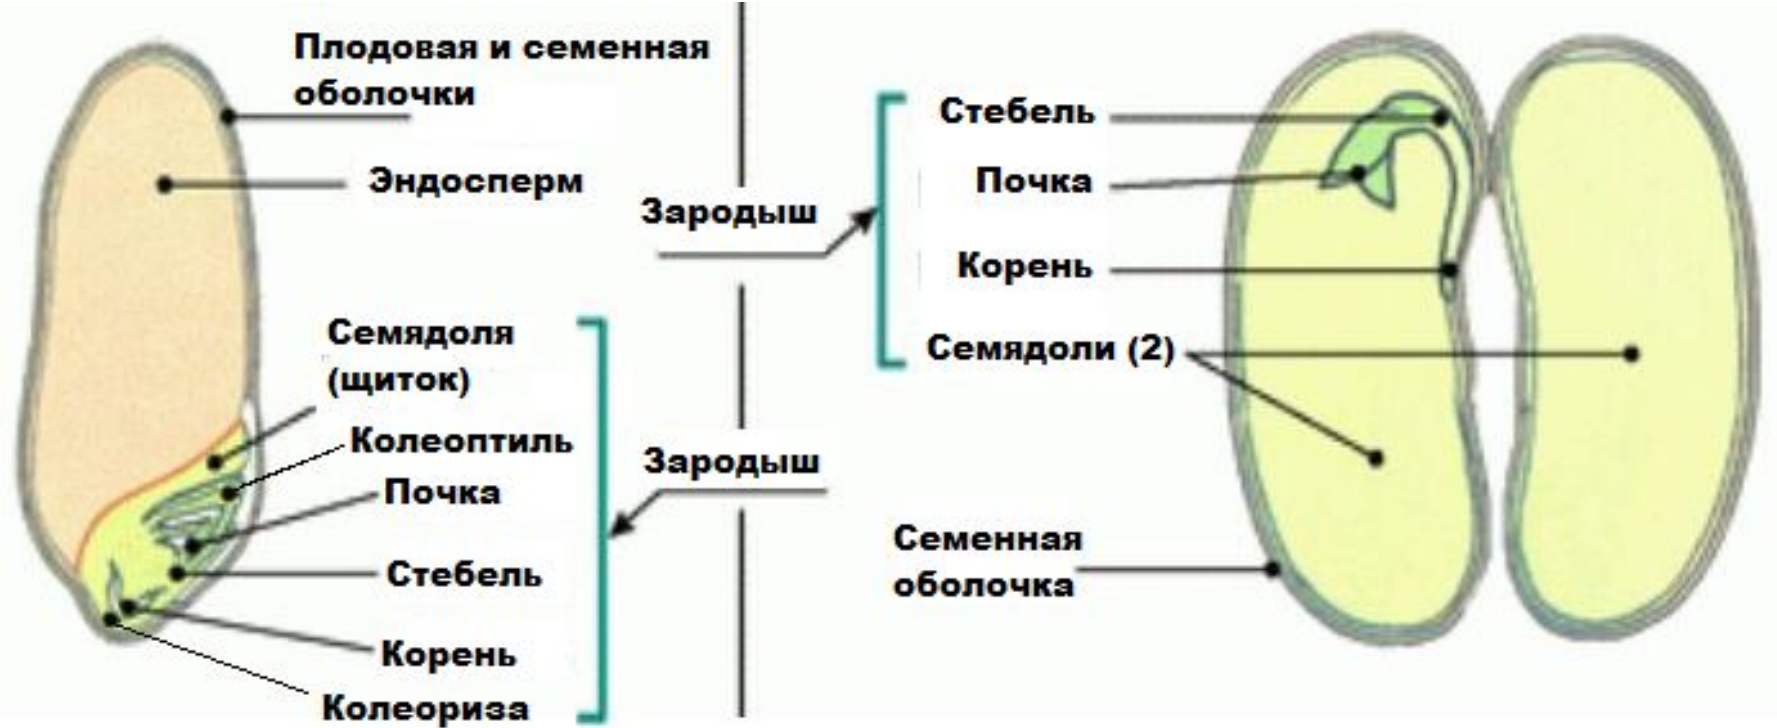 Плодовая и семенная
оболочки
Эндосперм
Семядоля
(щиток)
Колеоптиль
Почка
Стебель
Корень
Колеориза
Зародыш
Зародыш
Стебель
Почка
Корень
Семядоли (2)
Семенная
оболочка